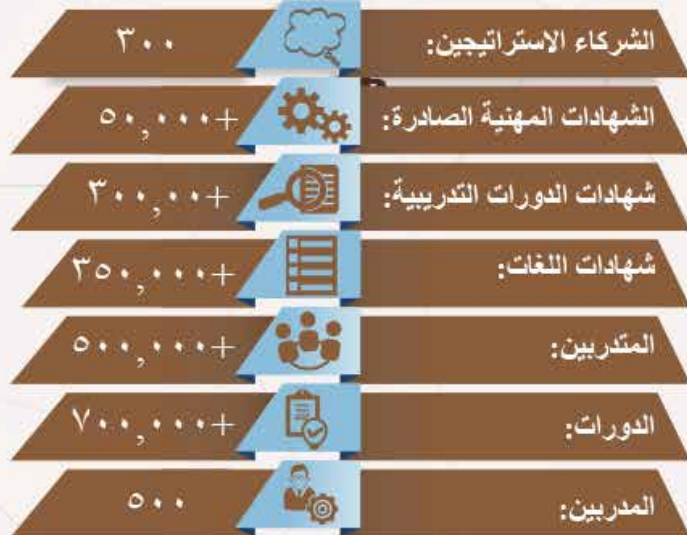 الشركاء الاستراتيجين: ٣٠٠
الشهادات المهنية الصادرة: +٥٠,٠٠٠
شهادات الدورات التدريبية: +٣٠٠,٠٠
شهادات اللغات: +٣٥٠,٠٠٠
المتدربين: +٥٠٠,٠٠٠
الدورات: +٧٠٠,٠٠٠
المدربين: ٥٠٠